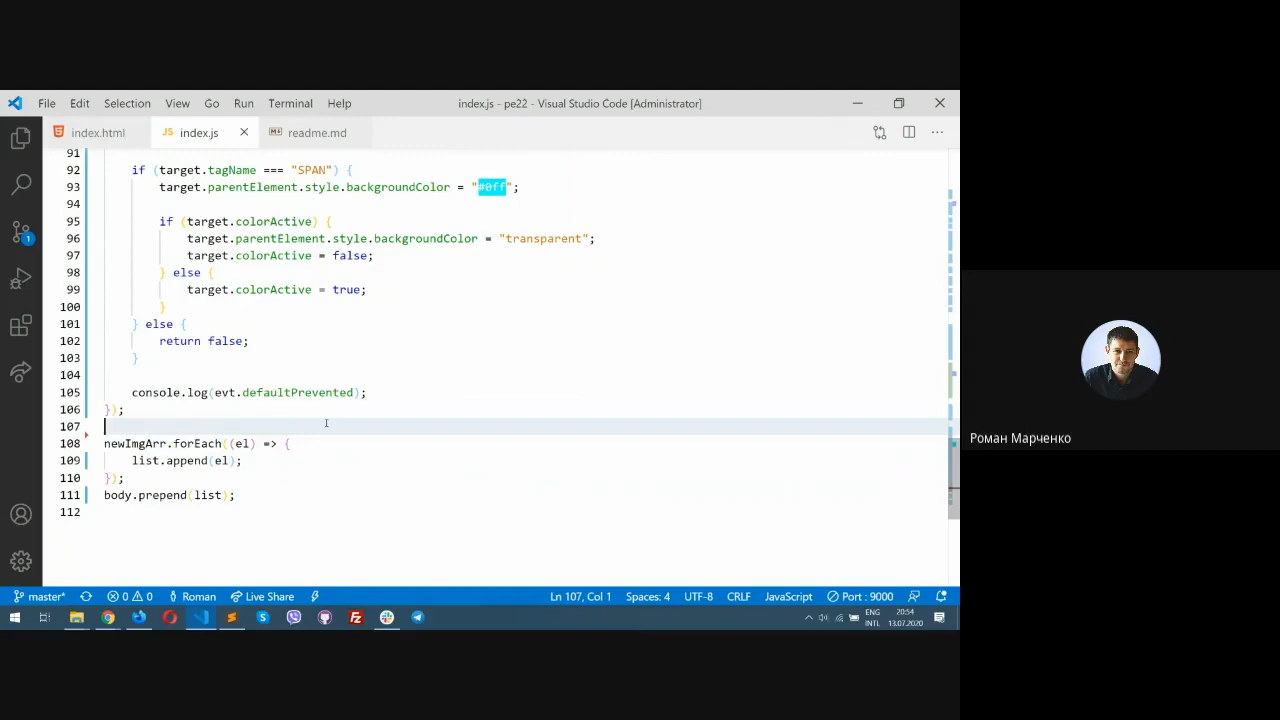 File Edit Selection View Go Run Terminal Help index.js - pe22 - Visual Studio Code [Administrator]
index.html JS index.js readme.md
91
92 if (target.tagName === "SPAN") {
93 target.parentElement.style.backgroundColor = "#0ff";
94
95 if (target.colorActive) {
96 target.parentElement.style.backgroundColor = "transparent";
97 target.colorActive = false;
98 } else {
99 target.colorActive = true;
100 }
101 } else {
102 return false;
103 }
104
105 console.log(evt.defaultPrevented);
106 });
107
108 newImgArr.forEach((el) => {
109 list.append(el);
110 });
111 body.prepend(list);
112
1
Роман Марченко
master* 0 0 Roman Live Share Ln 107, Col 1 Spaces: 4 UTF-8 CRLF JavaScript Port : 9000
ENG 20:54
INTL 13.07.2020